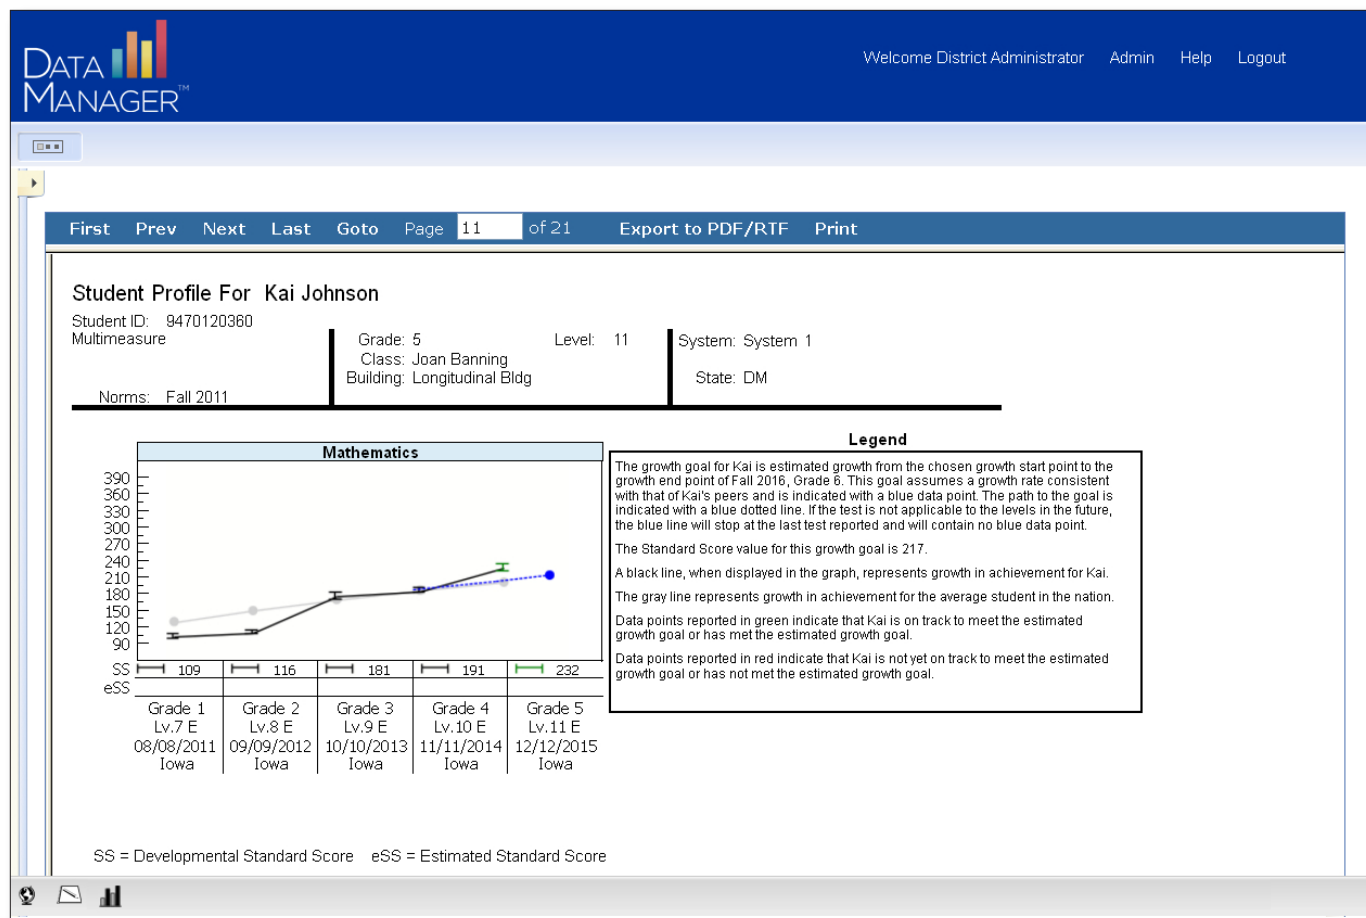 DATA
MANAGER™
Welcome District Administrator Admin Help Logout
First Prev Next Last Goto Page 11 of 21 Export to PDF/RTF Print
Student Profile For Kai Johnson
Student ID: 9470120360
Multimeasure
Norms: Fall 2011
Grade: 5 Level: 11
Class: Joan Banning
Building: Longitudinal Bldg
System: System 1
State: DM
Mathematics
390
360
330
300
270
240
210
180
150
120
90
SS 109 116 181 191 232
eSS
Grade 1 Grade 2 Grade 3 Grade 4 Grade 5
Lv.7 E Lv.8 E Lv.9 E Lv.10 E Lv.11 E
08/08/2011 09/09/2012 10/10/2013 11/11/2014 12/12/2015
Iowa Iowa Iowa Iowa Iowa
Legend
The growth goal for Kai is estimated growth from the chosen growth start point to the
growth end point of Fall 2016, Grade 6. This goal assumes a growth rate consistent
with that of Kai's peers and is indicated with a blue data point. The path to the goal is
indicated with a blue dotted line. If the test is not applicable to the levels in the future,
the blue line will stop at the last test reported and will contain no blue data point.
The Standard Score value for this growth goal is 217.
A black line, when displayed in the graph, represents growth in achievement for Kai.
The gray line represents growth in achievement for the average student in the nation.
Data points reported in green indicate that Kai is on track to meet the estimated
growth goal or has met the estimated growth goal.
Data points reported in red indicate that Kai is not yet on track to meet the estimated
growth goal or has not met the estimated growth goal.
SS = Developmental Standard Score eSS = Estimated Standard Score